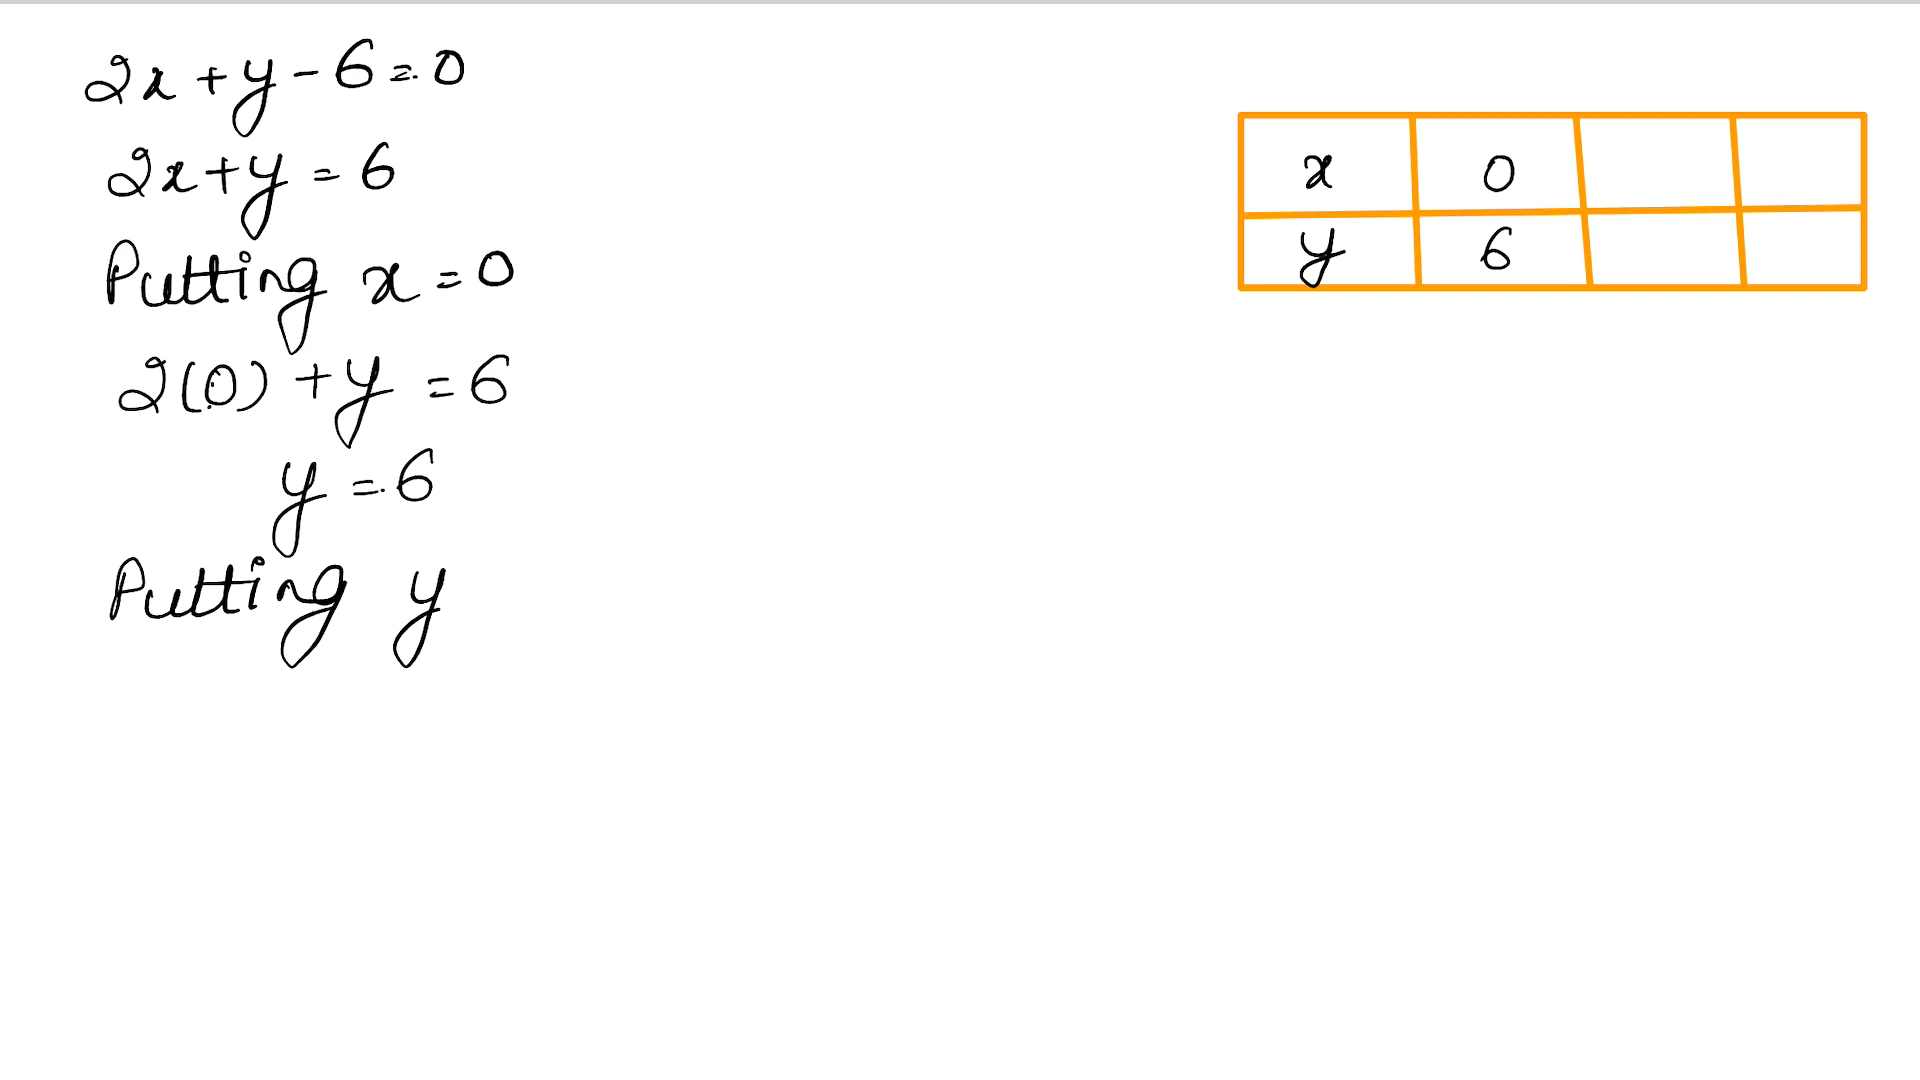 2x+y-6=0
2x+y=6
Putting x=0
2(0)+y=6
y=6
Putting y
x 0
y 6